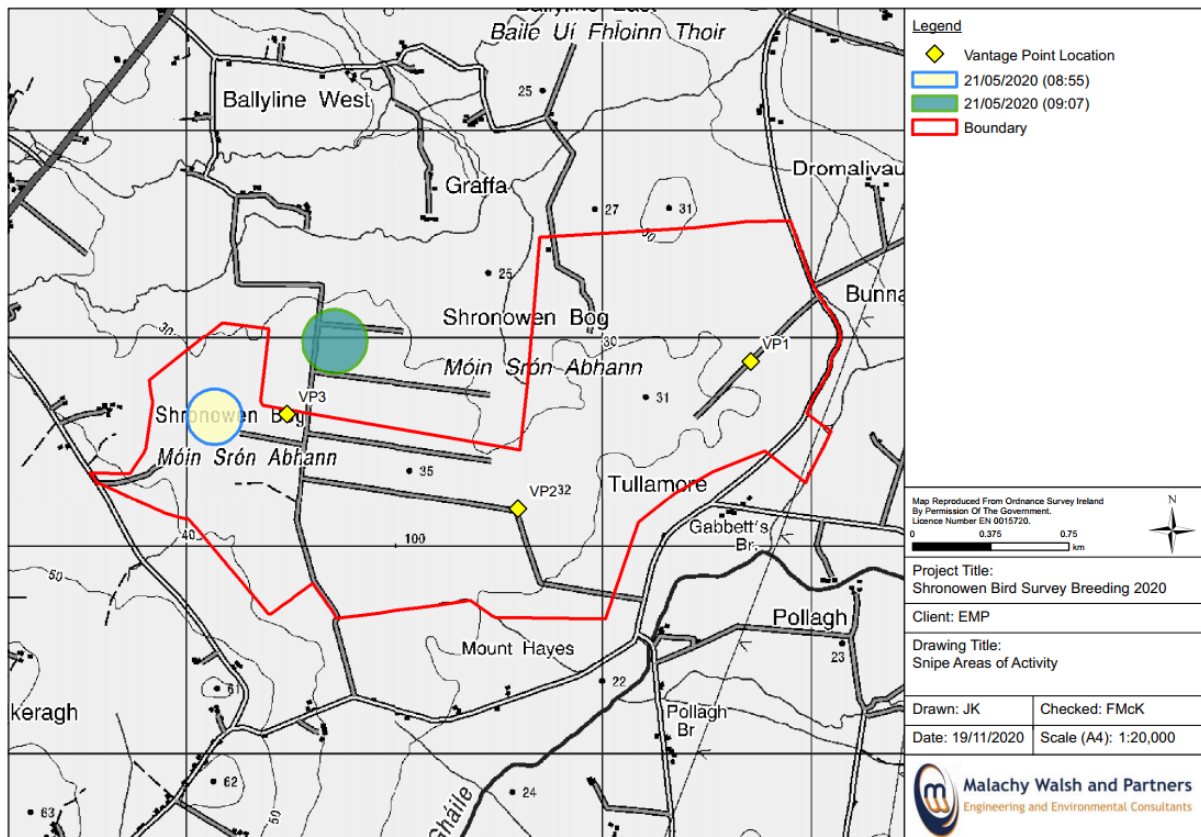 Ballyline East
Baile Uí Fhloinn Thoir
Ballyline West
25
Graffa
Dromalivau
27
31
30
25
Bunna
30
Shronowen Bog
30
VP1
Móin Srón Abhann
31
VP3
Shronowen Bog
Móin Srón Abhann
35
VP2
32
Tullamore
Gabbett's
Br.
40
100
50
Pollagh
Mount Hayes
23
61
22
keragh
Pollagh
Br
62
50
24
63
Gháile
Legend
Vantage Point Location
21/05/2020 (08:55)
21/05/2020 (09:07)
Boundary
Map Reproduced From Ordnance Survey Ireland
By Permission Of The Government.
Licence Number EN 0015720.
N
0 0.375 0.75
km
Project Title:
Shronowen Bird Survey Breeding 2020
Client: EMP
Drawing Title:
Snipe Areas of Activity
Drawn: JK
Checked: FMcK
Date: 19/11/2020
Scale (A4): 1:20,000
Malachy Walsh and Partners
Engineering and Environmental Consultants